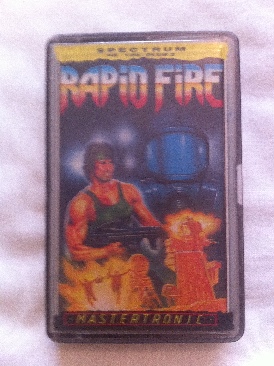 SPECTRUM
RAPID FIRE
MASTERTRONIC